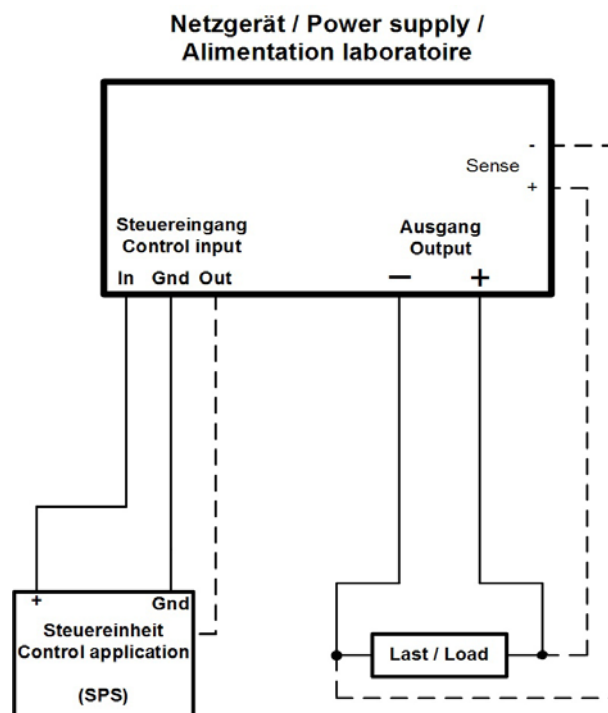 Netzgerät / Power supply /
Alimentation laboratoire
-
Sense
+
Steuereingang
Control input
Ausgang
Output
In Gnd Out
— +
+ Gnd
Steuereinheit
Control application
(SPS)
Last / Load